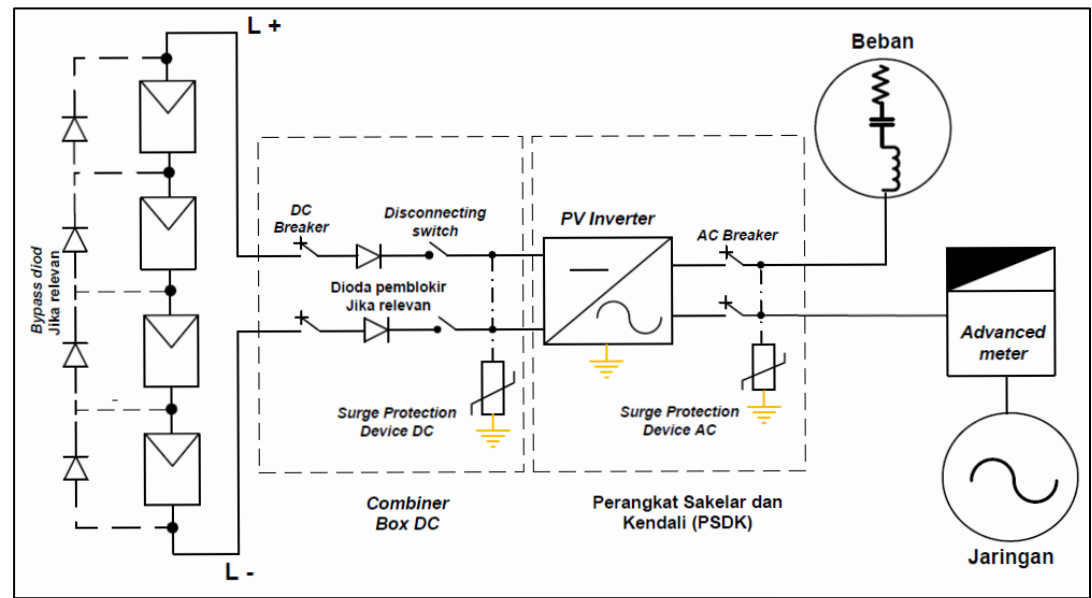 L +
Beban
DC
Breaker
Disconnecting
switch
PV Inverter
AC Breaker
Bypass diod
Jika relevan
Dioda pemblokir
Jika relevan
Advanced
meter
Surge Protection
Device DC
Surge Protection
Device AC
Combiner
Box DC
Perangkat Sakelar dan
Kendali (PSDK)
Jaringan
L -